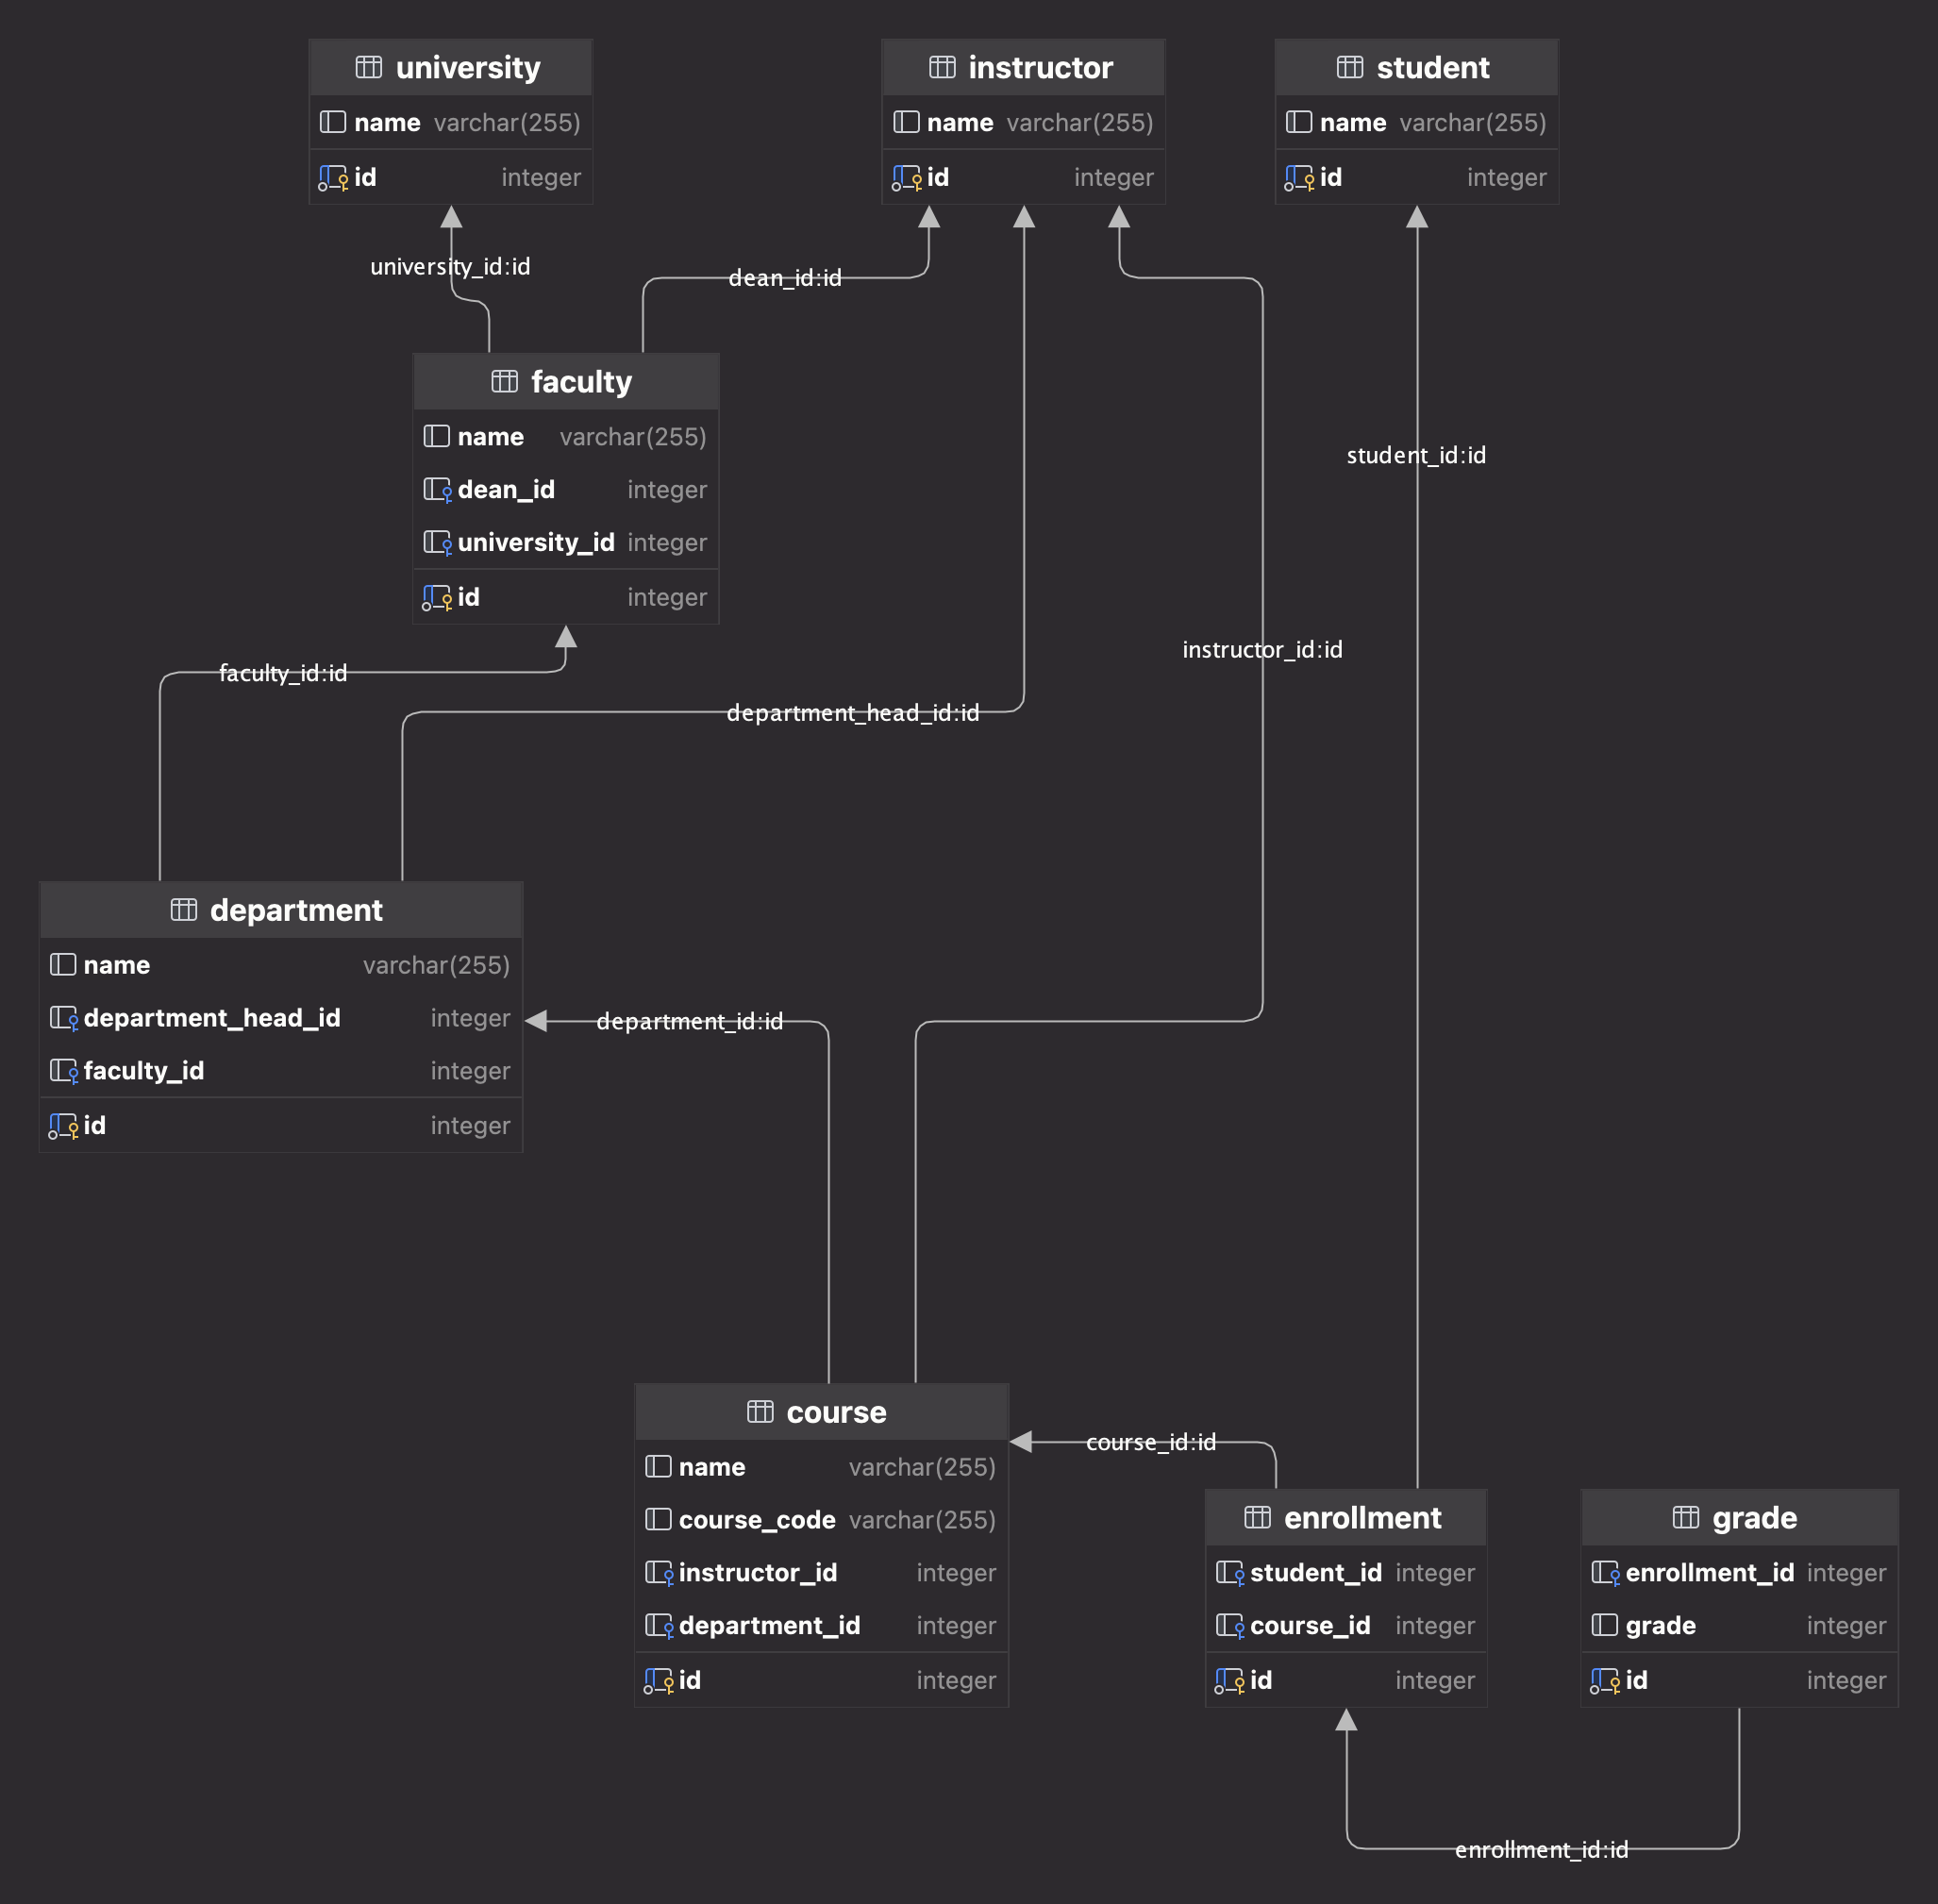 university
name varchar(255)
id integer
instructor
name varchar(255)
id integer
student
name varchar(255)
id integer
university_id:id
dean_id:id
faculty
name varchar(255)
dean_id integer
university_id integer
id integer
student_id:id
instructor_id:id
faculty_id:id
department_head_id:id
department
name varchar(255)
department_head_id integer
faculty_id integer
id integer
department_id:id
course
name varchar(255)
course_code varchar(255)
instructor_id integer
department_id integer
id integer
course_id:id
enrollment
student_id integer
course_id integer
id integer
grade
enrollment_id integer
grade integer
id integer
enrollment_id:id